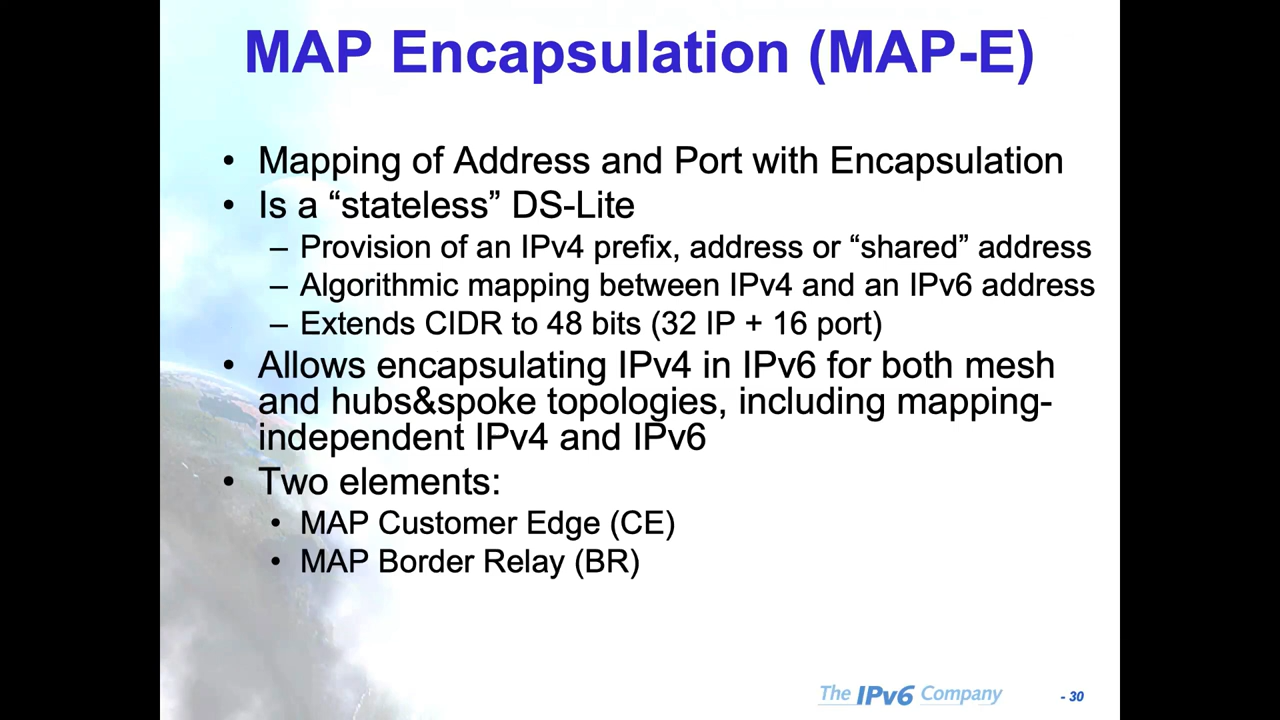 MAP Encapsulation (MAP-E)
• Mapping of Address and Port with Encapsulation
• Is a “stateless” DS-Lite
– Provision of an IPv4 prefix, address or “shared” address
– Algorithmic mapping between IPv4 and an IPv6 address
– Extends CIDR to 48 bits (32 IP + 16 port)
• Allows encapsulating IPv4 in IPv6 for both mesh
and hubs&spoke topologies, including mapping-
independent IPv4 and IPv6
• Two elements:
• MAP Customer Edge (CE)
• MAP Border Relay (BR)
The IPv6 Company
- 30